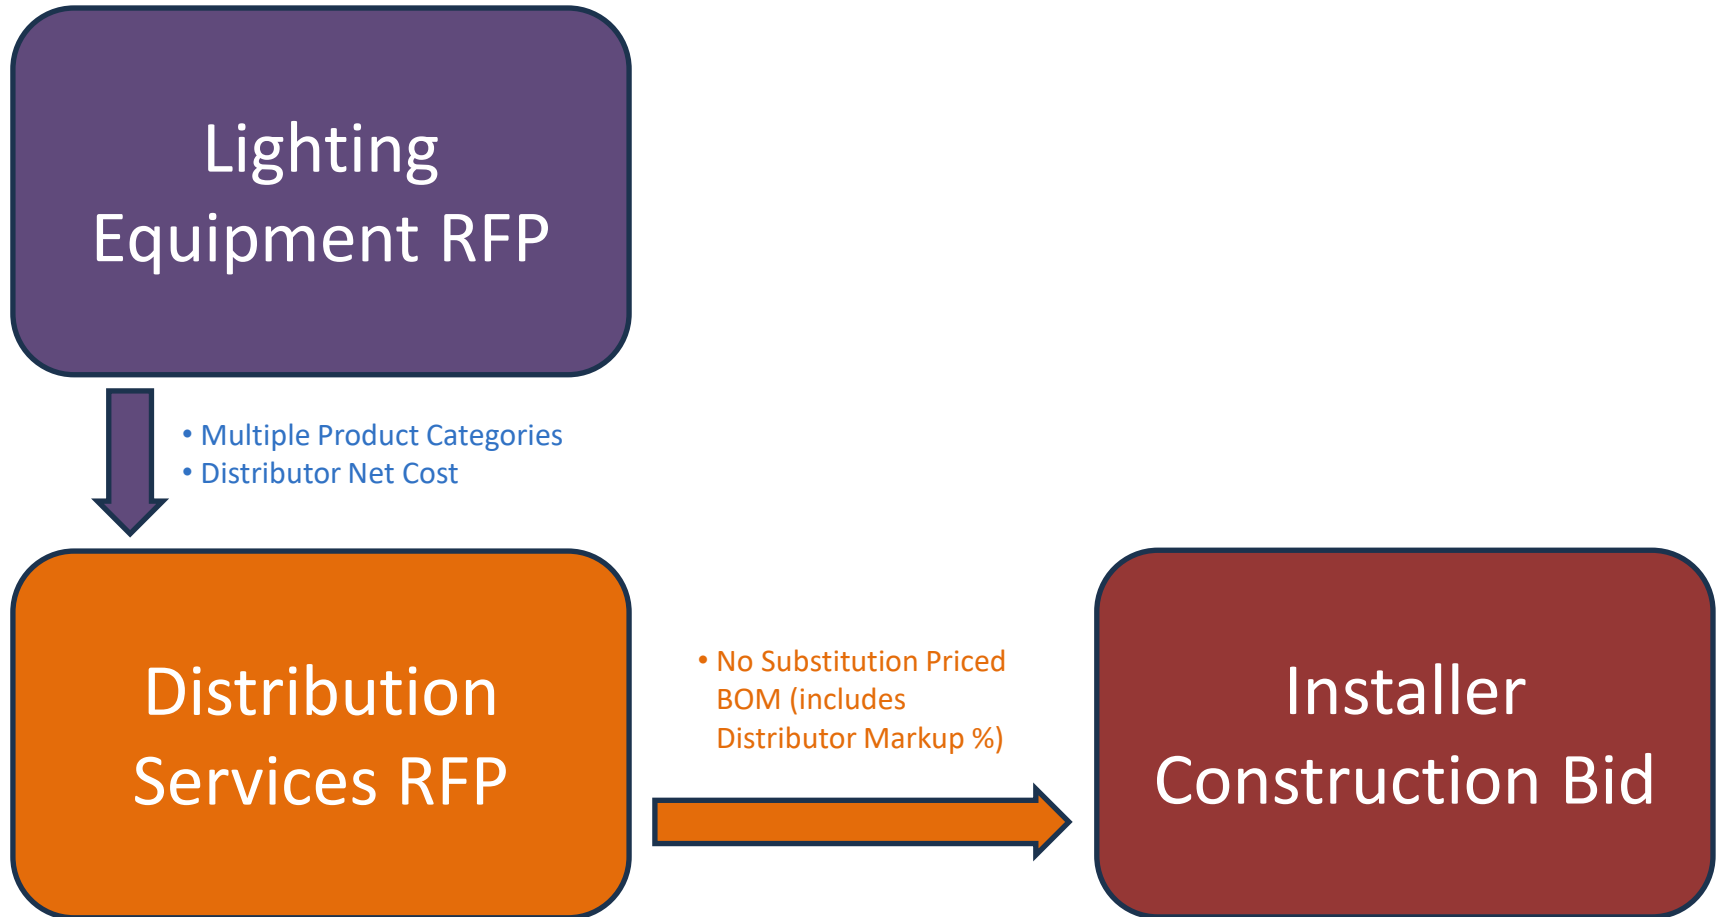 Lighting
Equipment RFP
• Multiple Product Categories
• Distributor Net Cost
Distribution
Services RFP
• No Substitution Priced
BOM (includes
Distributor Markup %)
Installer
Construction Bid